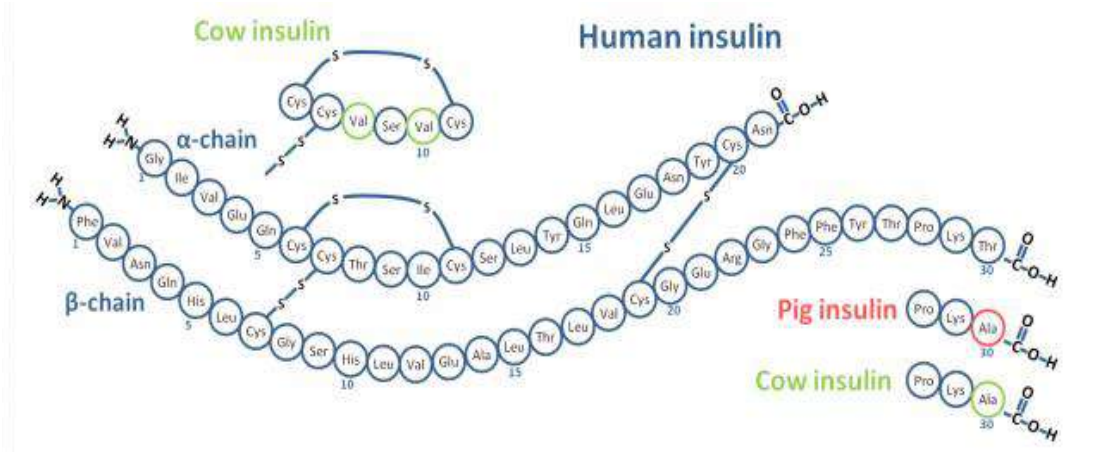 Cow insulin
Human insulin
S S
Cys Cys Val Ser Val Cys
10
S S
α-chain
H H-N Gly Ile Val Glu Gln Cys Cys Thr Ser Ile Cys Ser Leu Tyr Gln Leu Glu Asn Tyr Cys Asn C O O-H
1 5 10 15 20
S S
S S
S S
β-chain
H H-N Phe Val Asn Gln His Leu Cys Gly Ser His Leu Val Glu Ala Leu Thr Leu Val Cys Gly Glu Arg Gly Phe Phe Tyr Thr Pro Lys Thr C O O-H
1 5 10 15 20 25 30
Pig insulin
Pro Lys Ala C O O-H
30
Cow insulin
Pro Lys Ala C O O-H
30